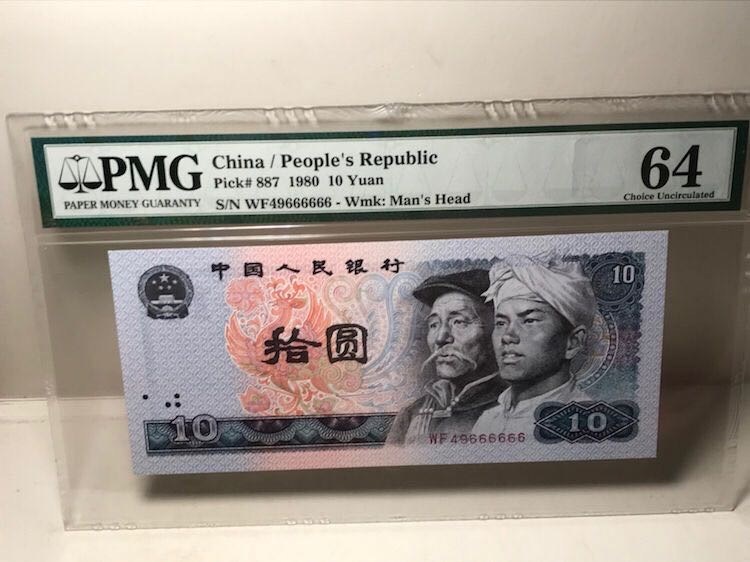 PMG
PAPER MONEY GUARANTY
China / People's Republic
Pick# 887 1980 10 Yuan
S/N WF49666666 - Wmk: Man's Head
64
Choice Uncirculated
中国人民银行
10
拾圆
10
WF49666666
10